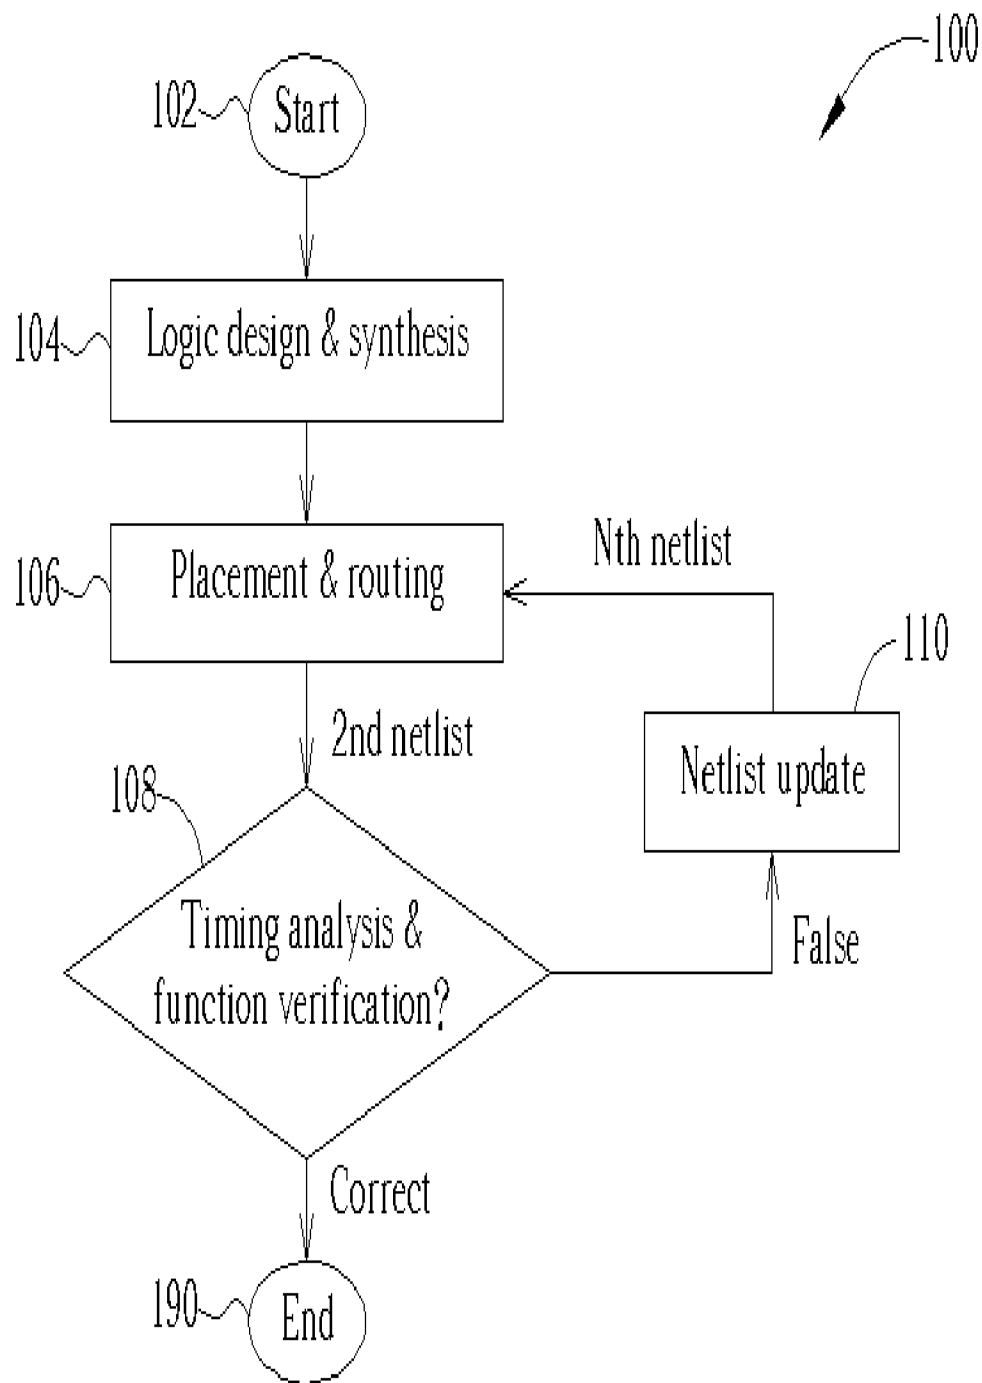 100
102
Start
104
Logic design & synthesis
106
Placement & routing
Nth netlist
110
2nd netlist
Netlist update
108
Timing analysis &
function verification?
False
Correct
190
End